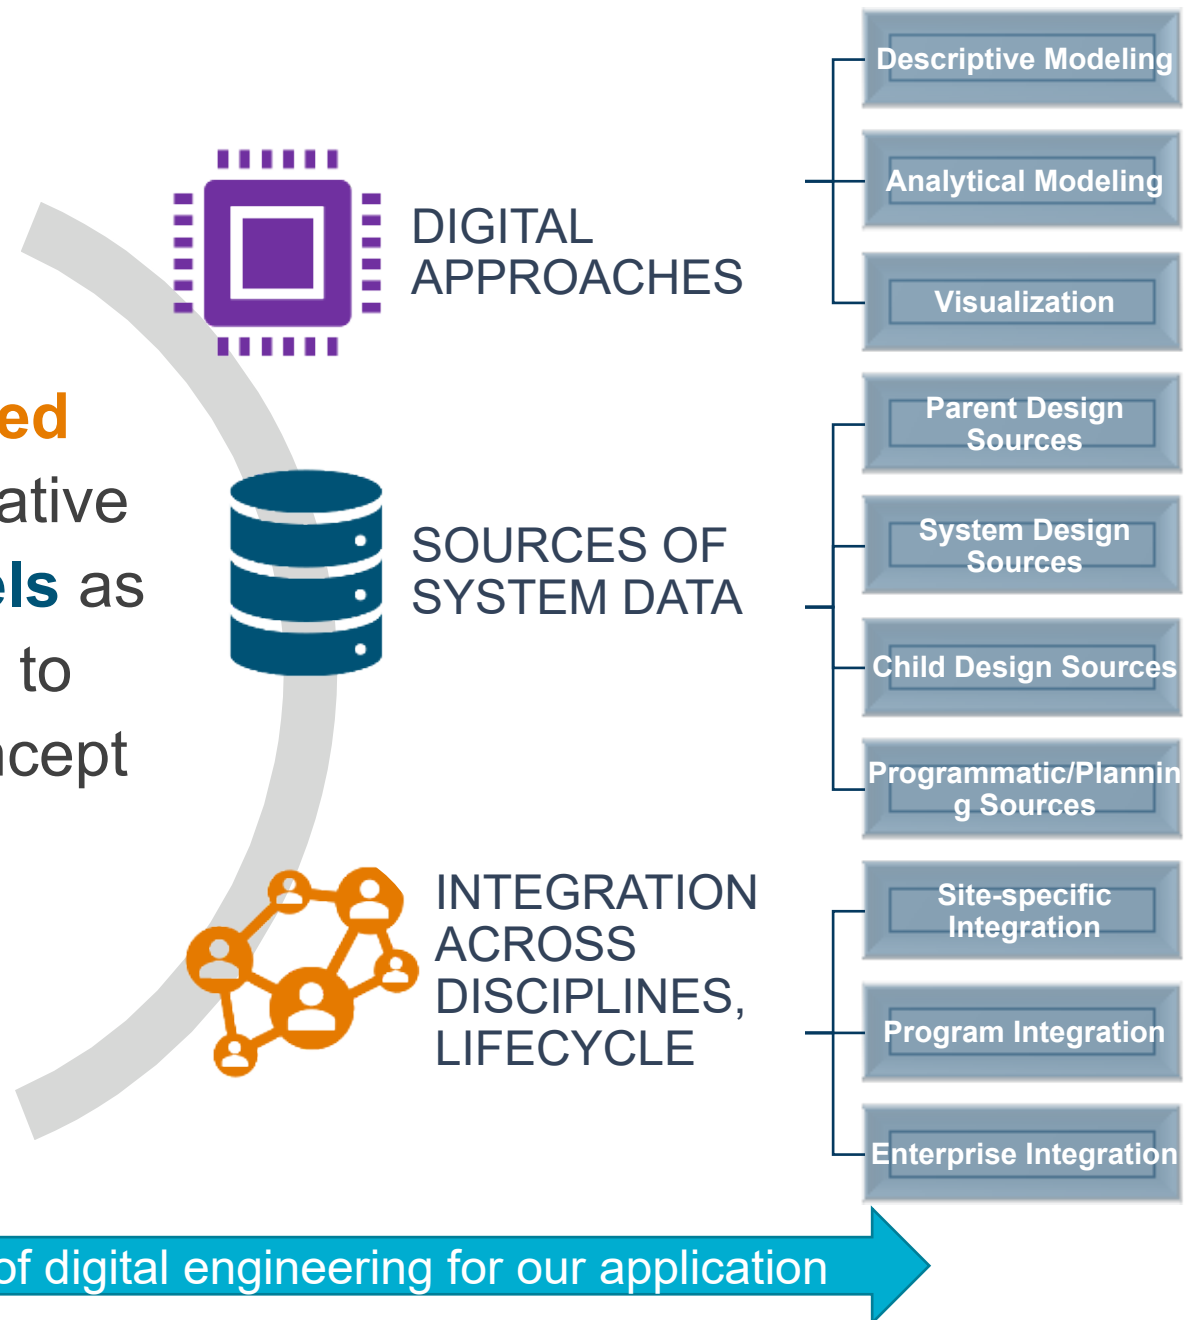 ed
ative
els as
to
ncept
DIGITAL
APPROACHES
Descriptive Modeling
Analytical Modeling
Visualization
SOURCES OF
SYSTEM DATA
Parent Design
Sources
System Design
Sources
Child Design Sources
Programmatic/Plannin
g Sources
INTEGRATION
ACROSS
DISCIPLINES,
LIFECYCLE
Site-specific
Integration
Program Integration
Enterprise Integration
of digital engineering for our application